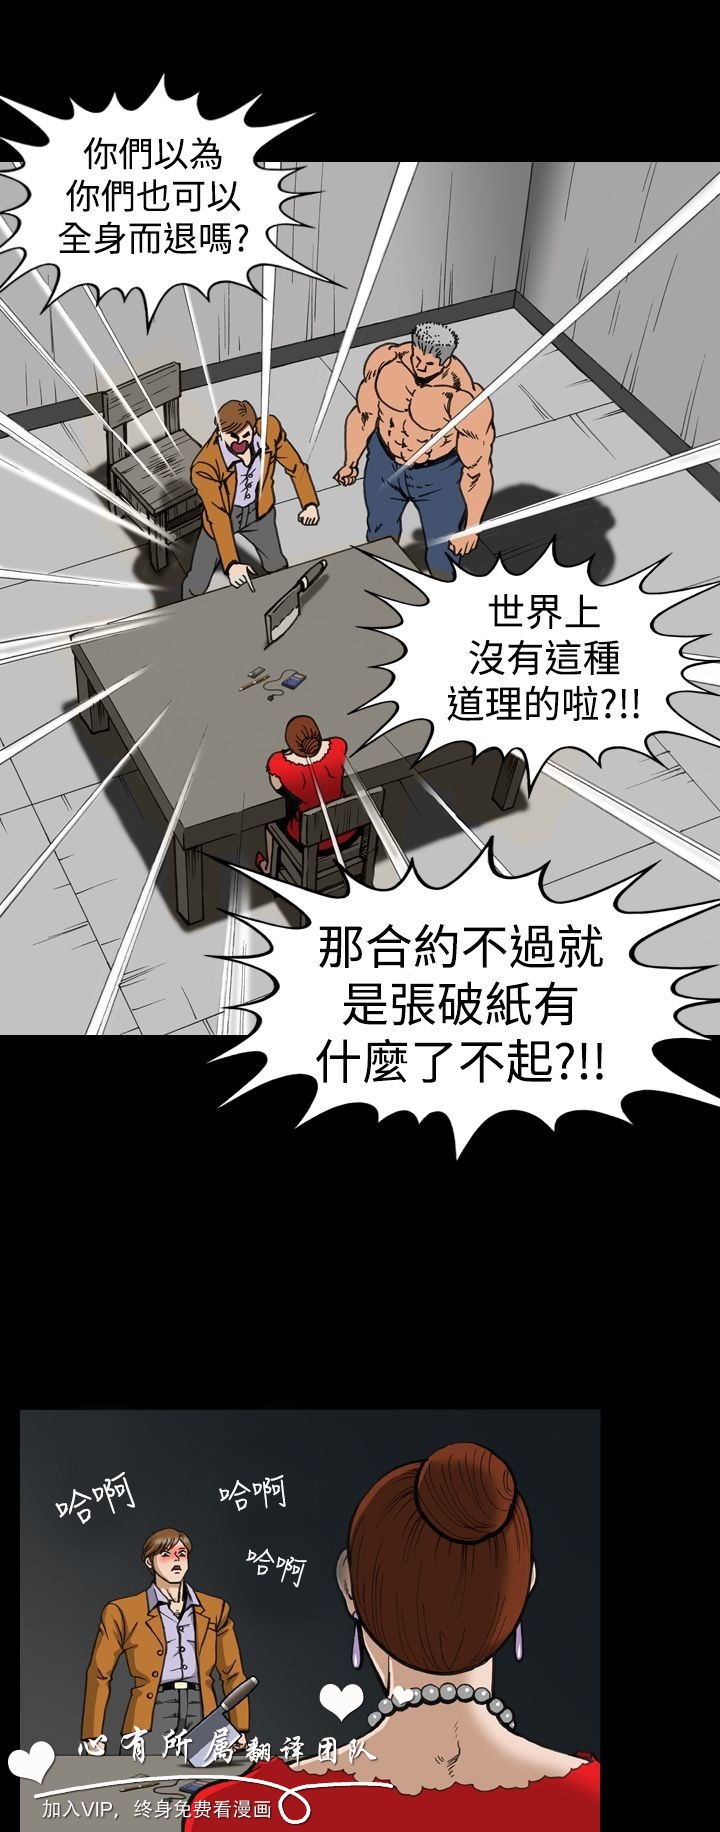 你們以為
你們也可以
全身而退嗎?
世界上
沒有這種
道理的啦?!!
那合約不過就
是張破紙有
什麼了不起?!!
哈啊
哈啊
哈啊
心有所属翻译团队
加入VIP，终身免费看漫画